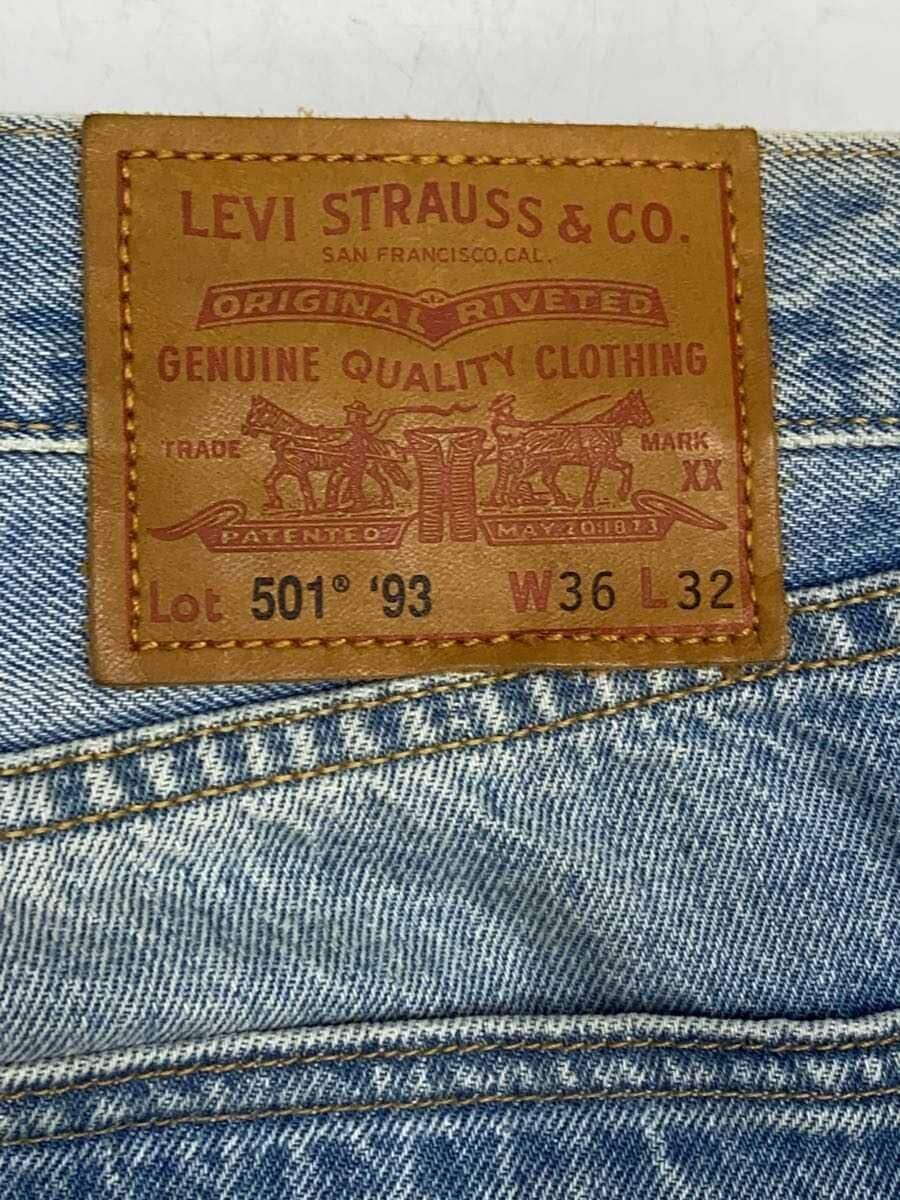 LEVI STRAUSS & CO.
SAN FRANCISCO, CAL.
ORIGINAL RIVETED
GENUINE QUALITY CLOTHING
TRADE MARK
XX
PATENTED MAY 20 1873
Lot 501® '93 W36 L32